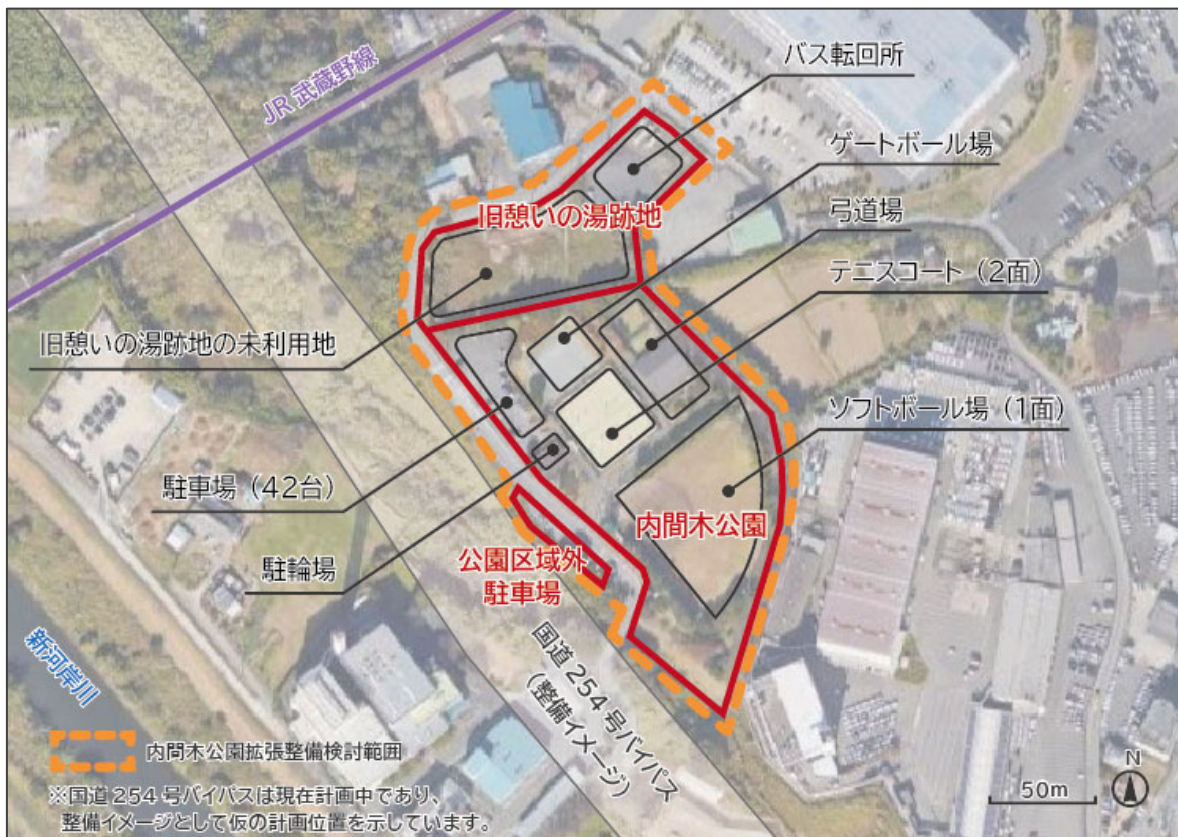 バス転回所
JR武蔵野線
ゲートボール場
旧憩いの湯跡地
弓道場
テニスコート（2面）
旧憩いの湯跡地の未利用地
ソフトボール場（1面）
駐車場（42台）
内間木公園
駐輪場
公園区域外
駐車場
新河岸川
国道254号バイパス
（整備イメージ）
内間木公園拡張整備検討範囲
※国道254号バイパスは現在計画中であり、
整備イメージとして仮の計画位置を示しています。
50m
N